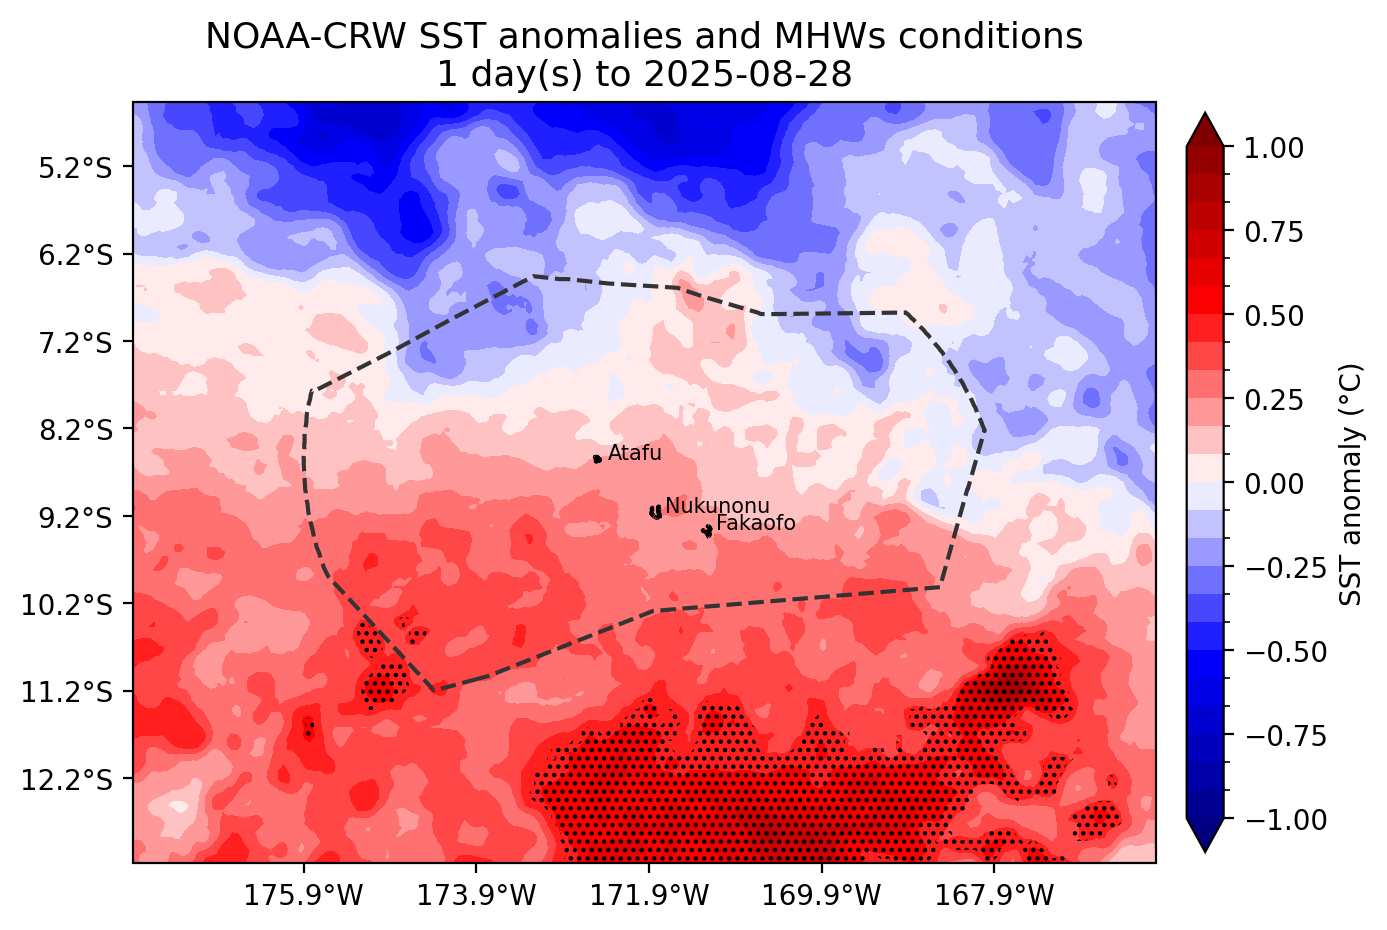 NOAA-CRW SST anomalies and MHWs conditions
1 day(s) to 2025-08-28
5.2°S
6.2°S
7.2°S
8.2°S
9.2°S
10.2°S
11.2°S
12.2°S
Atafu
Nukunonu
Fakaofo
175.9°W
173.9°W
171.9°W
169.9°W
167.9°W
1.00
0.75
0.50
0.25
0.00
−0.25
−0.50
−0.75
−1.00
SST anomaly (°C)